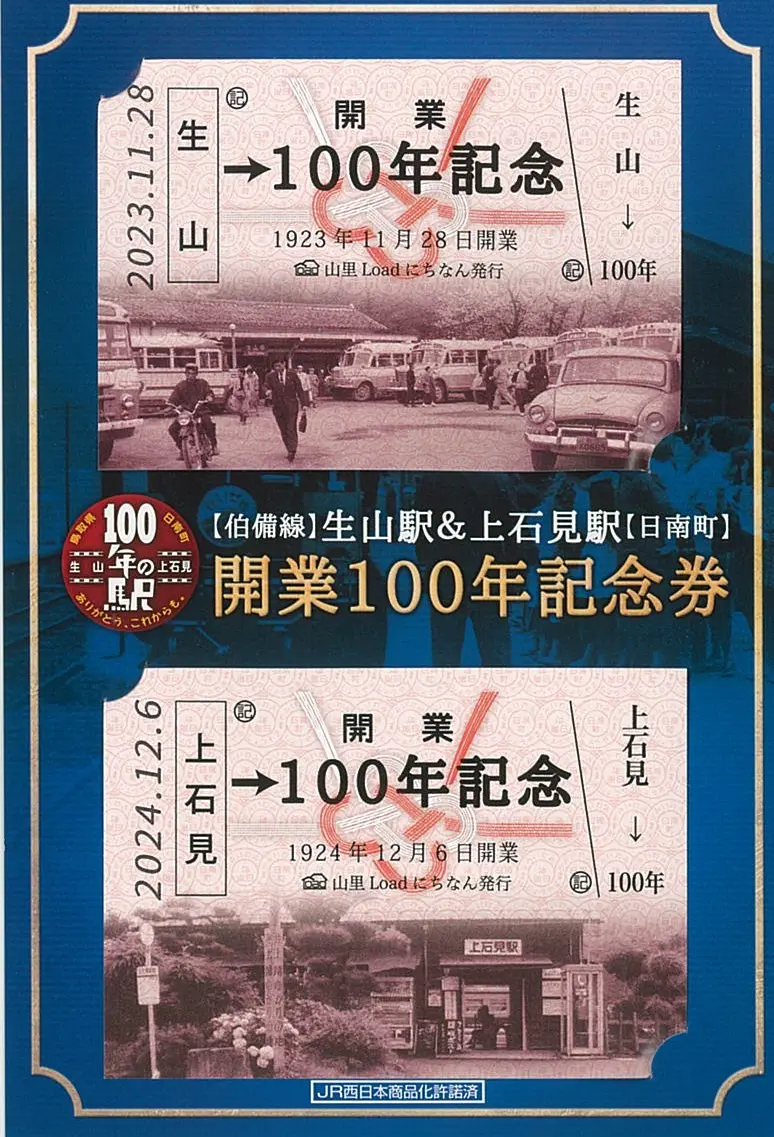 2023.11.28
生山
㊢
開業
→100年記念
1923年11月28日開業
山里Loadにちなん発行
生山
↓
㊢ 100年
鳥取県 日南町
100
年の
駅
生山 上石見
ありがとう、これからも。
【伯備線】生山駅&上石見駅【日南町】
開業100年記念券
2024.12.6
上石見
㊢
開業
→100年記念
1924年12月6日開業
山里Loadにちなん発行
上石見
↓
㊢ 100年
上石見駅
JR西日本商品化許諾済